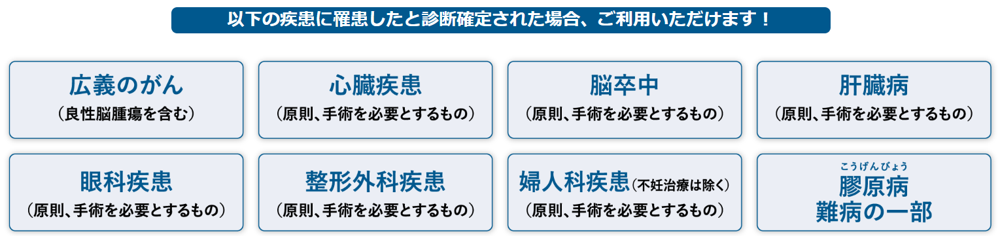 以下の疾患に罹患したと診断確定された場合、ご利用いただけます！
広義のがん
（良性脳腫瘍を含む）
心臓疾患
（原則、手術を必要とするもの）
脳卒中
（原則、手術を必要とするもの）
肝臓病
（原則、手術を必要とするもの）
眼科疾患
（原則、手術を必要とするもの）
整形外科疾患
（原則、手術を必要とするもの）
婦人科疾患（不妊治療は除く）
（原則、手術を必要とするもの）
こうげんびょう
膠原病
難病の一部